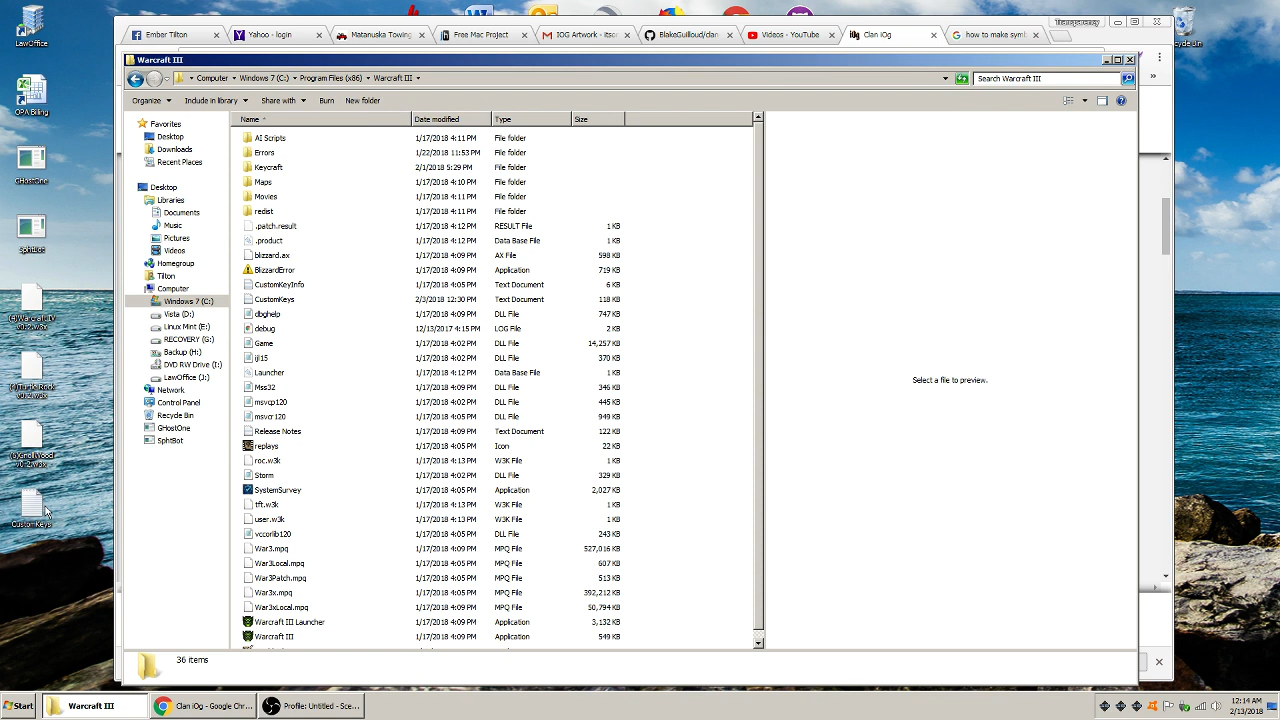 Transparency
Ember Tilton
Yahoo - login
Matanuska Towing
Free Mac Project
IOG Artwork - itsor
BlakeGuilloud/clan
Videos - YouTube
Clan iOg
how to make symb
Warcraft III
Computer ▸ Windows 7 (C:) ▸ Program Files (x86) ▸ Warcraft III ▸
Search Warcraft III
Organize Include in library Share with Burn New folder
Name Date modified Type Size
AI Scripts 1/17/2018 4:11 PM File folder
Errors 1/22/2018 11:53 PM File folder
Keycraft 2/1/2018 5:29 PM File folder
Maps 1/17/2018 4:10 PM File folder
Movies 1/17/2018 4:11 PM File folder
redist 1/17/2018 4:11 PM File folder
.patch.result 1/17/2018 4:12 PM RESULT File 1 KB
.product 1/17/2018 4:12 PM Data Base File 1 KB
blizzard.ax 1/17/2018 4:09 PM AX File 598 KB
BlizzardError 1/17/2018 4:09 PM Application 719 KB
CustomKeyInfo 1/17/2018 4:05 PM Text Document 6 KB
CustomKeys 2/3/2018 12:30 PM Text Document 118 KB
dbghelp 1/17/2018 4:09 PM DLL File 747 KB
debug 12/13/2017 4:15 PM LOG File 2 KB
Game 1/17/2018 4:02 PM DLL File 14,257 KB
ijl15 1/17/2018 4:02 PM DLL File 370 KB
Launcher 1/17/2018 4:02 PM Data Base File 1 KB
Mss32 1/17/2018 4:09 PM DLL File 346 KB
msvcp120 1/17/2018 4:02 PM DLL File 445 KB
msvcr120 1/17/2018 4:05 PM DLL File 949 KB
Release Notes 1/17/2018 4:09 PM Text Document 122 KB
replays 1/17/2018 4:05 PM Icon 22 KB
roc.w3k 1/17/2018 4:13 PM W3K File 1 KB
Storm 1/17/2018 4:02 PM DLL File 329 KB
SystemSurvey 1/17/2018 4:05 PM Application 2,027 KB
tft.w3k 1/17/2018 4:13 PM W3K File 1 KB
user.w3k 1/17/2018 4:13 PM W3K File 1 KB
vccorlib120 1/17/2018 4:09 PM DLL File 243 KB
War3.mpq 1/17/2018 4:09 PM MPQ File 527,016 KB
War3Local.mpq 1/17/2018 4:05 PM MPQ File 607 KB
War3Patch.mpq 1/17/2018 4:05 PM MPQ File 513 KB
War3x.mpq 1/17/2018 4:05 PM MPQ File 392,212 KB
War3xLocal.mpq 1/17/2018 4:09 PM MPQ File 50,794 KB
Warcraft III Launcher 1/17/2018 4:09 PM Application 3,132 KB
Warcraft III 1/17/2018 4:09 PM Application 549 KB
36 items
Select a file to preview.
Favorites
Desktop
Downloads
Recent Places
Desktop
Libraries
Documents
Music
Pictures
Videos
Homegroup
Tilton
Computer
Windows 7 (C:)
Vista (D:)
Linux Mint (E:)
RECOVERY (G:)
Backup (H:)
DVD RW Drive (I:)
LawOffice (J:)
Network
Control Panel
Recycle Bin
GHostOne
SphtBot
LawOffice
OPA Billing
GHostOne
SphtBot
CustomKeys
Start
Warcraft III
Clan iOg - Google Chr...
Profile: Untitled - Sce...
12:14 AM
2/13/2018